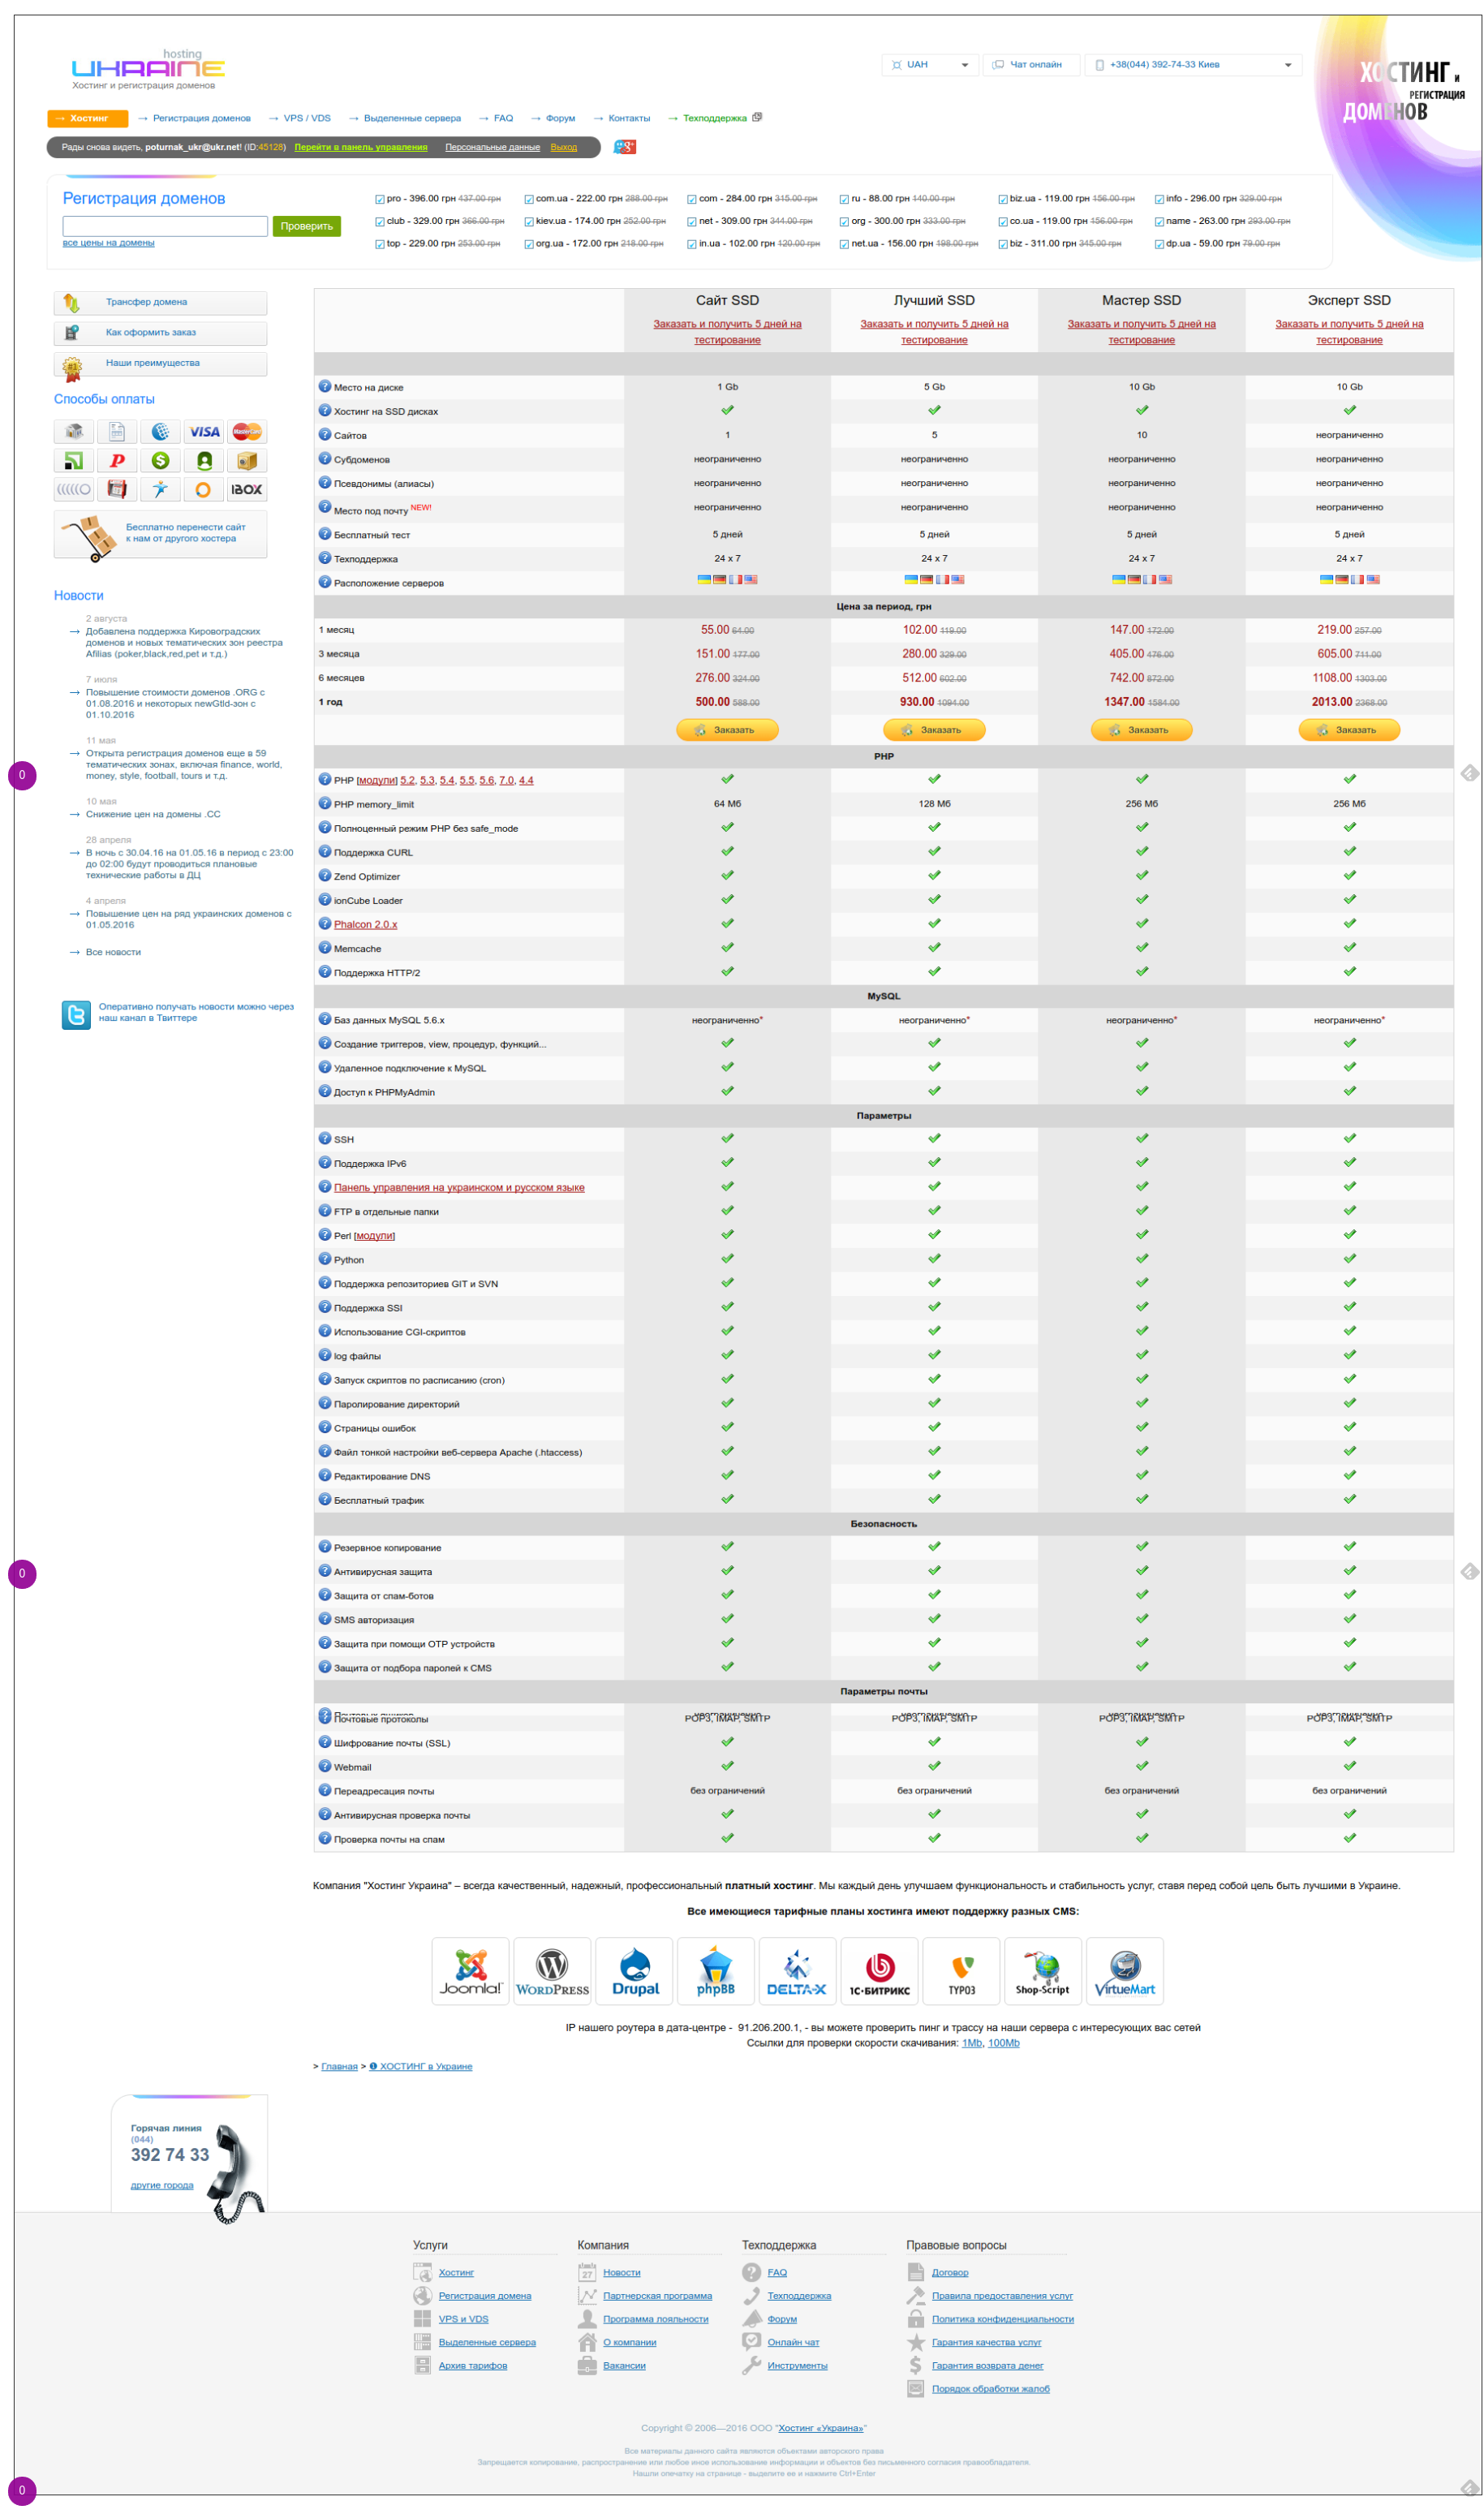 hosting
UKRAINE
Хостинг и регистрация доменов
UAH
Чат онлайн
+38(044) 392-74-33 Киев
ХОСТИНГ и
РЕГИСТРАЦИЯ
ДОМЕНОВ
→ Хостинг → Регистрация доменов → VPS / VDS → Выделенные сервера → FAQ → Форум → Контакты → Техподдержка
Рады снова видеть, poturnak_ukr@ukr.net! (ID:45128) Перейти в панель управления Персональные данные Выход
Регистрация доменов
Проверить
все цены на домены
pro - 396.00 грн 437.00 грн com.ua - 222.00 грн 288.00 грн com - 284.00 грн 315.00 грн ru - 88.00 грн 140.00 грн biz.ua - 119.00 грн 156.00 грн info - 296.00 грн 329.00 грн
club - 329.00 грн 366.00 грн kiev.ua - 174.00 грн 252.00 грн net - 309.00 грн 344.00 грн org - 300.00 грн 333.00 грн co.ua - 119.00 грн 156.00 грн name - 263.00 грн 293.00 грн
top - 229.00 грн 253.00 грн org.ua - 172.00 грн 218.00 грн in.ua - 102.00 грн 120.00 грн net.ua - 156.00 грн 198.00 грн biz - 311.00 грн 345.00 грн dp.ua - 59.00 грн 79.00 грн
Трансфер домена
Как оформить заказ
#1 Наши преимущества
Способы оплаты
VISA MasterCard
IBOX
Бесплатно перенести сайт
к нам от другого хостера
Новости
2 августа
→ Добавлена поддержка Кировоградских
доменов и новых тематических зон реестра
Afilias (poker,black,red,pet и т.д.)
7 июля
→ Повышение стоимости доменов .ORG с
01.08.2016 и некоторых newGtld-зон с
01.10.2016
11 мая
→ Открыта регистрация доменов еще в 59
тематических зонах, включая finance, world,
money, style, football, tours и т.д.
10 мая
→ Снижение цен на домены .CC
28 апреля
→ В ночь с 30.04.16 на 01.05.16 в период с 23:00
до 02:00 будут проводиться плановые
технические работы в ДЦ
4 апреля
→ Повышение цен на ряд украинских доменов с
01.05.2016
→ Все новости
Оперативно получать новости можно через
наш канал в Твиттере
Сайт SSD Лучший SSD Мастер SSD Эксперт SSD
Заказать и получить 5 дней на Заказать и получить 5 дней на Заказать и получить 5 дней на Заказать и получить 5 дней на
тестирование тестирование тестирование тестирование
Место на диске 1 Gb 5 Gb 10 Gb 10 Gb
Хостинг на SSD дисках
Сайтов 1 5 10 неограниченно
Субдоменов неограниченно неограниченно неограниченно неограниченно
Псевдонимы (алиасы) неограниченно неограниченно неограниченно неограниченно
Место под почту NEW! неограниченно неограниченно неограниченно неограниченно
Бесплатный тест 5 дней 5 дней 5 дней 5 дней
Техподдержка 24 x 7 24 x 7 24 x 7 24 x 7
Расположение серверов
Цена за период, грн
1 месяц 55.00 64.00 102.00 119.00 147.00 172.00 219.00 257.00
3 месяца 151.00 177.00 280.00 329.00 405.00 476.00 605.00 711.00
6 месяцев 276.00 324.00 512.00 602.00 742.00 872.00 1108.00 1303.00
1 год 500.00 588.00 930.00 1094.00 1347.00 1584.00 2013.00 2368.00
Заказать Заказать Заказать Заказать
PHP
PHP [модули] 5.2, 5.3, 5.4, 5.5, 5.6, 7.0, 4.4
PHP memory_limit 64 Мб 128 Мб 256 Мб 256 Мб
Полноценный режим PHP без safe_mode
Поддержка CURL
Zend Optimizer
ionCube Loader
Phalcon 2.0.x
Memcache
Поддержка HTTP/2
MySQL
Баз данных MySQL 5.6.x неограниченно* неограниченно* неограниченно* неограниченно*
Создание триггеров, view, процедур, функций...
Удаленное подключение к MySQL
Доступ к PHPMyAdmin
Параметры
SSH
Поддержка IPv6
Панель управления на украинском и русском языке
FTP в отдельные папки
Perl [модули]
Python
Поддержка репозиториев GIT и SVN
Поддержка SSI
Использование CGI-скриптов
log файлы
Запуск скриптов по расписанию (cron)
Паролирование директорий
Страницы ошибок
Файл тонкой настройки веб-сервера Apache (.htaccess)
Редактирование DNS
Бесплатный трафик
Безопасность
Резервное копирование
Антивирусная защита
Защита от спам-ботов
SMS авторизация
Защита при помощи OTP устройств
Защита от подбора паролей к CMS
Параметры почты
Почтовые протоколы POP3, IMAP, SMTP POP3, IMAP, SMTP POP3, IMAP, SMTP POP3, IMAP, SMTP
Шифрование почты (SSL)
Webmail
Переадресация почты без ограничений без ограничений без ограничений без ограничений
Антивирусная проверка почты
Проверка почты на спам
Компания "Хостинг Украина" – всегда качественный, надежный, профессиональный платный хостинг. Мы каждый день улучшаем функциональность и стабильность услуг, ставя перед собой цель быть лучшими в Украине.
Все имеющиеся тарифные планы хостинга имеют поддержку разных CMS:
Joomla! WORDPRESS Drupal phpBB DELTA-X 1С-БИТРИКС TYPO3 Shop-Script VirtueMart
IP нашего роутера в дата-центре - 91.206.200.1, - вы можете проверить пинг и трассу на наши сервера с интересующих вас сетей
Ссылки для проверки скорости скачивания: 1Mb, 100Mb
> Главная > ❶ ХОСТИНГ в Украине
Горячая линия
(044)
392 74 33
другие города
Услуги
Хостинг
Регистрация домена
VPS и VDS
Выделенные сервера
Архив тарифов
Компания
27 Новости
Партнерская программа
Программа лояльности
О компании
Вакансии
Техподдержка
FAQ
Техподдержка
Форум
Онлайн чат
Инструменты
Правовые вопросы
Договор
Правила предоставления услуг
Политика конфиденциальности
Гарантия качества услуг
Гарантия возврата денег
Порядок обработки жалоб
Copyright © 2006—2016 ООО "Хостинг «Украина»"
Все материалы данного сайта являются объектами авторского права
Запрещается копирование, распространение или любое иное использование информации и объектов без письменного согласия правообладателя.
Нашли опечатку на странице - выделите ее и нажмите Ctrl+Enter
0
0
0